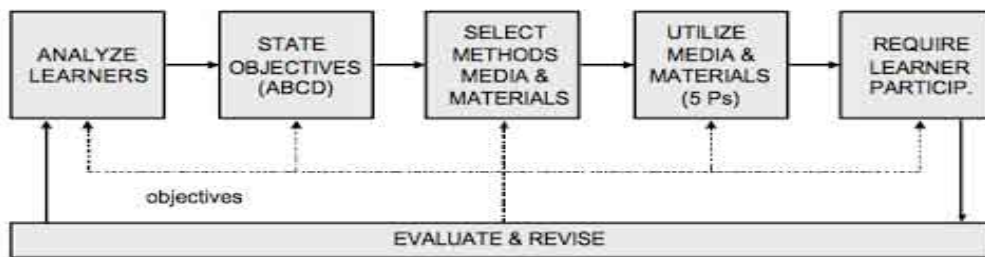 ANALYZE
LEARNERS
STATE
OBJECTIVES
(ABCD)
SELECT
METHODS
MEDIA &
MATERIALS
UTILIZE
MEDIA &
MATERIALS
(5 Ps)
REQUIRE
LEARNER
PARTICIP.
objectives
EVALUATE & REVISE